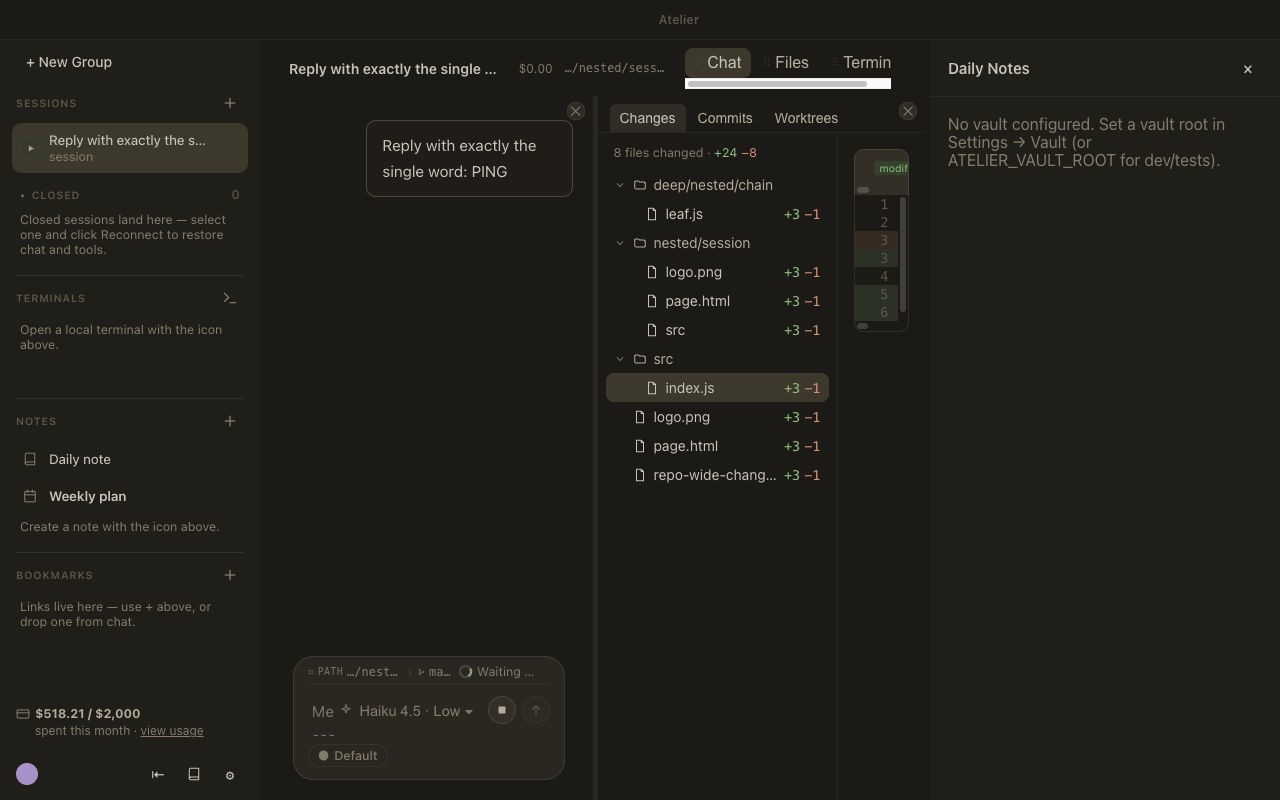 Atelier
+ New Group
SESSIONS
Reply with exactly the s...
session
CLOSED 0
Closed sessions land here — select
one and click Reconnect to restore
chat and tools.
TERMINALS
Open a local terminal with the icon
above.
NOTES
Daily note
Weekly plan
Create a note with the icon above.
BOOKMARKS
Links live here — use + above, or
drop one from chat.
$518.21 / $2,000
spent this month · view usage
Reply with exactly the single ... $0.00 …/nested/sess…
Chat Files Termin
Reply with exactly the
single word: PING
PATH …/nest… › ma… Waiting ...
Me Haiku 4.5 · Low
Default
Changes Commits Worktrees
8 files changed · +24 −8
deep/nested/chain
leaf.js +3 −1
nested/session
logo.png +3 −1
page.html +3 −1
src +3 −1
src
index.js +3 −1
logo.png +3 −1
page.html +3 −1
repo-wide-chang... +3 −1
modif
1
2
3
3
4
5
6
Daily Notes ×
No vault configured. Set a vault root in
Settings → Vault (or
ATELIER_VAULT_ROOT for dev/tests).